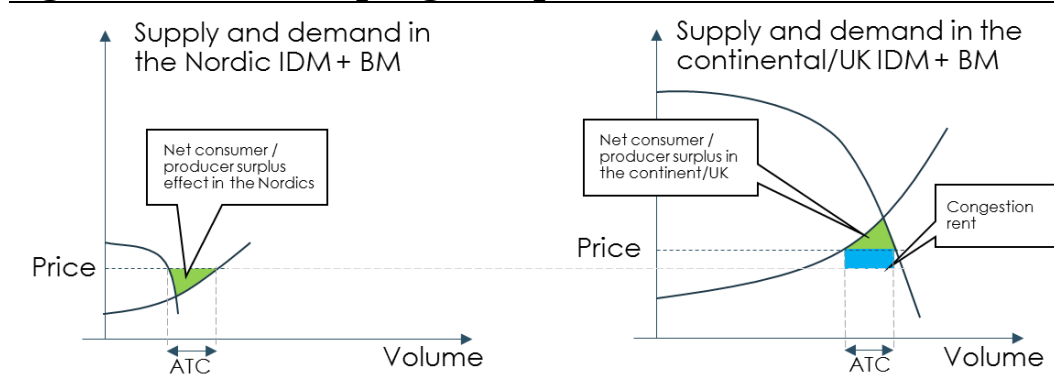 Supply and demand in
the Nordic IDM + BM
Net consumer /
producer surplus
effect in the Nordics
Price
ATC
Volume
Supply and demand in the
continental/UK IDM + BM
Net consumer /
producer surplus in
the continent/UK
Congestion
rent
Price
ATC
Volume